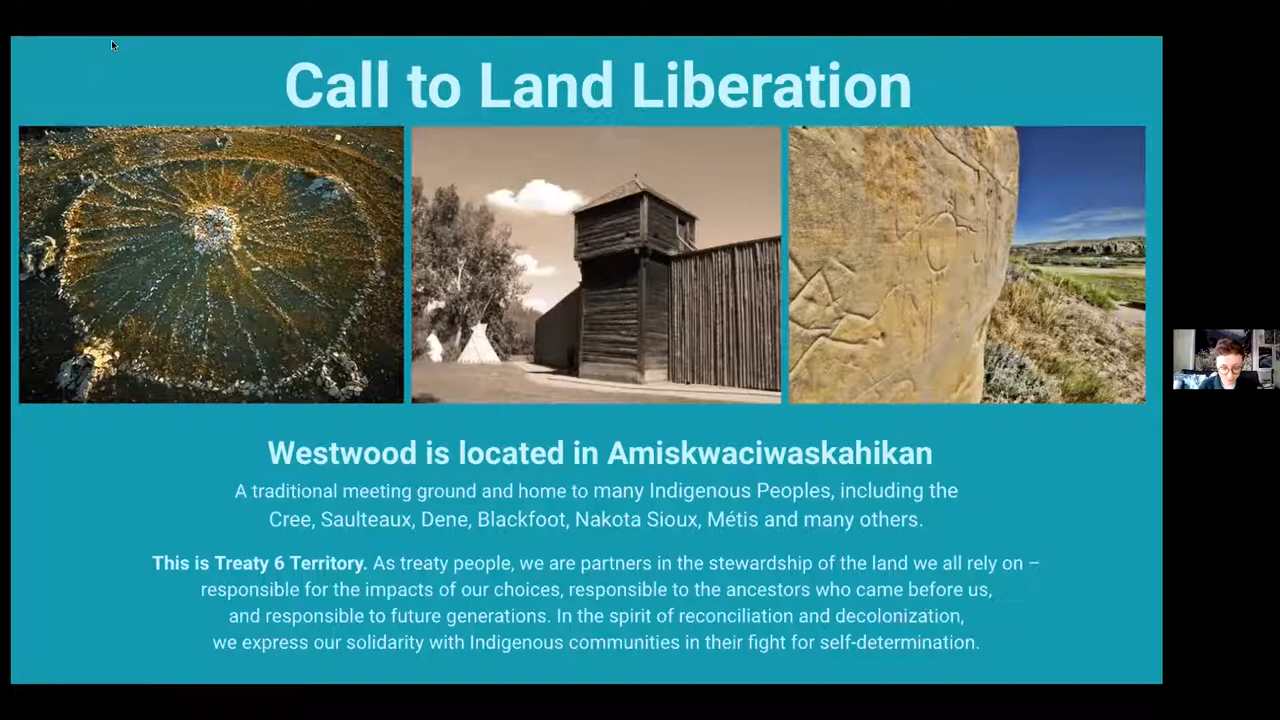 Call to Land Liberation
Westwood is located in Amiskwaciwaskahikan
A traditional meeting ground and home to many Indigenous Peoples, including the
Cree, Saulteaux, Dene, Blackfoot, Nakota Sioux, Métis and many others.
This is Treaty 6 Territory. As treaty people, we are partners in the stewardship of the land we all rely on –
responsible for the impacts of our choices, responsible to the ancestors who came before us,
and responsible to future generations. In the spirit of reconciliation and decolonization,
we express our solidarity with Indigenous communities in their fight for self-determination.